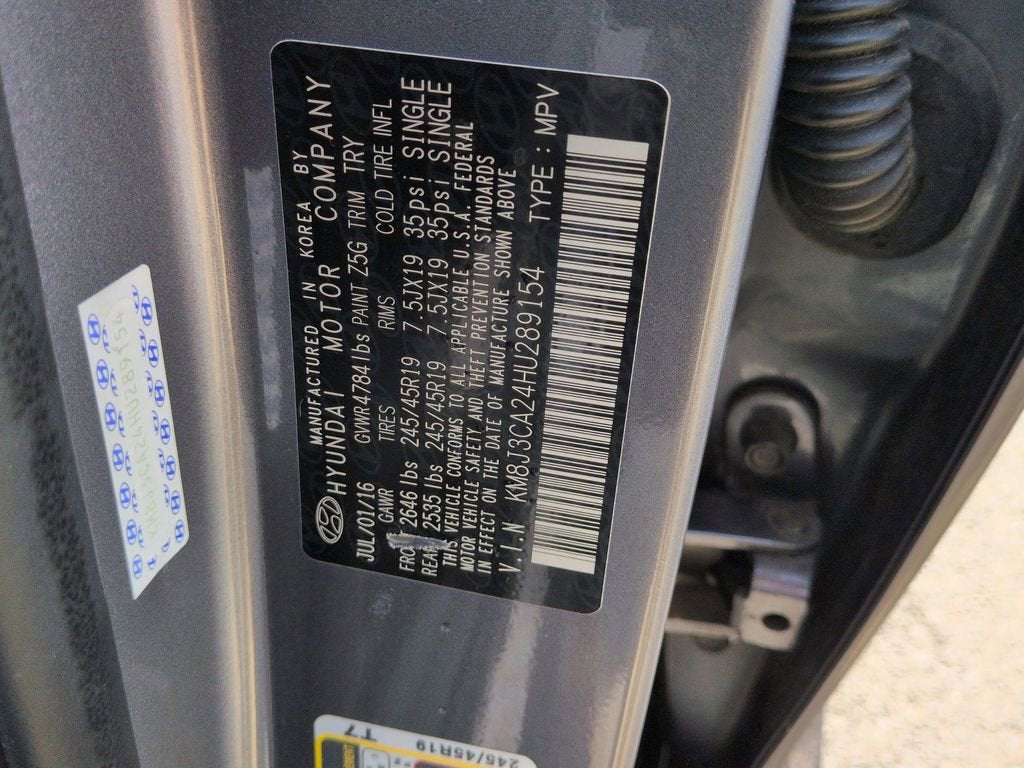 MANUFACTURED IN KOREA BY
HYUNDAI MOTOR COMPANY
JUL/01/16 GVWR4784lbs PAINT Z5G TRIM TRY
GAWR TIRES RIMS COLD TIRE INFL
2646 lbs 245/45R19 7.5JX19 35psi SINGLE
2535 lbs 245/45R19 7.5JX19 35psi SINGLE
THIS VEHICLE CONFORMS TO ALL APPLICABLE U.S.A. FEDERAL
MOTOR VEHICLE SAFETY AND THEFT PREVENTION STANDARDS
IN EFFECT ON THE DATE OF MANUFACTURE SHOWN ABOVE
V.I.N KM8J3CA24HU289154 TYPE : MPV
T7
245/45R19